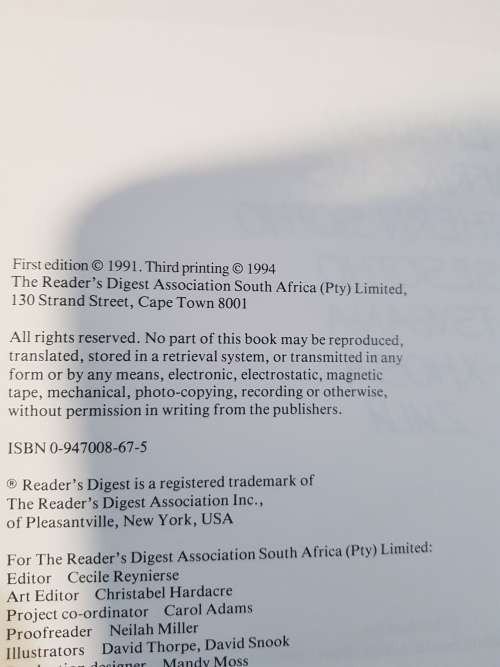 First edition © 1991. Third printing © 1994
The Reader's Digest Association South Africa (Pty) Limited,
130 Strand Street, Cape Town 8001
All rights reserved. No part of this book may be reproduced,
translated, stored in a retrieval system, or transmitted in any
form or by any means, electronic, electrostatic, magnetic
tape, mechanical, photo-copying, recording or otherwise,
without permission in writing from the publishers.
ISBN 0-947008-67-5
® Reader's Digest is a registered trademark of
The Reader's Digest Association Inc.,
of Pleasantville, New York, USA
For The Reader's Digest Association South Africa (Pty) Limited:
Editor Cecile Reynierse
Art Editor Christabel Hardacre
Project co-ordinator Carol Adams
Proofreader Neilah Miller
Illustrators David Thorpe, David Snook
designer Mandy Moss